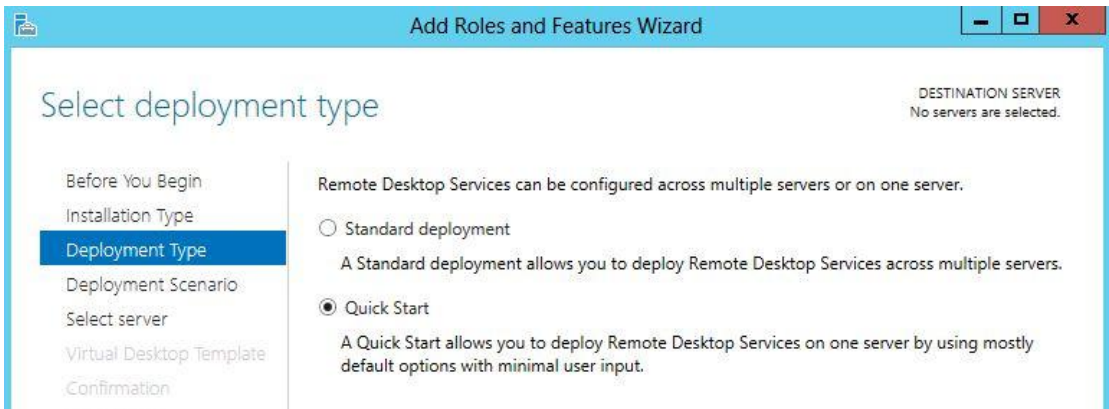 Add Roles and Features Wizard
Select deployment type
DESTINATION SERVER
No servers are selected.
Before You Begin
Installation Type
Deployment Type
Deployment Scenario
Select server
Virtual Desktop Template
Confirmation
Remote Desktop Services can be configured across multiple servers or on one server.
Standard deployment
A Standard deployment allows you to deploy Remote Desktop Services across multiple servers.
Quick Start
A Quick Start allows you to deploy Remote Desktop Services on one server by using mostly
default options with minimal user input.